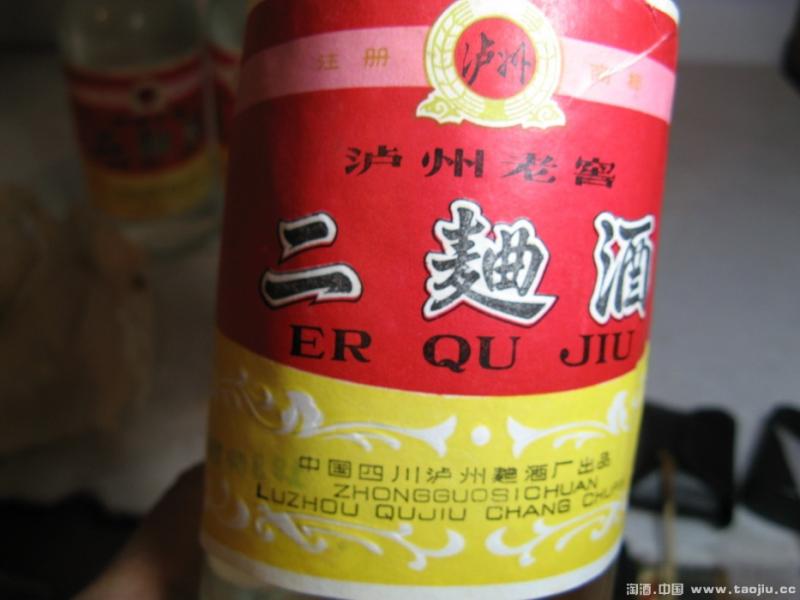 注册 泸州 商标
泸州老窖
二麯酒
ER QU JIU
中国四川泸州麯酒厂出品
ZHONGGUOSICHUAN
LUZHOU QUJIU CHANG
淘酒.中国 www.taojiu.cc